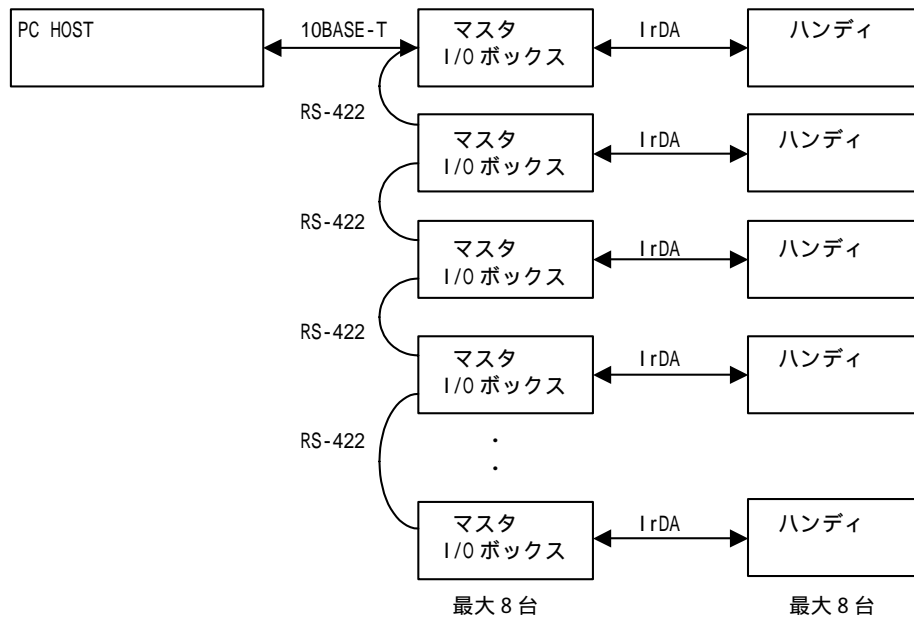 PC HOST
10BASE-T
マスタ
I/O ボックス
IrDA
ハンディ
RS-422
マスタ
I/O ボックス
IrDA
ハンディ
RS-422
マスタ
I/O ボックス
IrDA
ハンディ
RS-422
マスタ
I/O ボックス
IrDA
ハンディ
RS-422
・
・
マスタ
I/O ボックス
IrDA
ハンディ
最大 8 台
最大 8 台